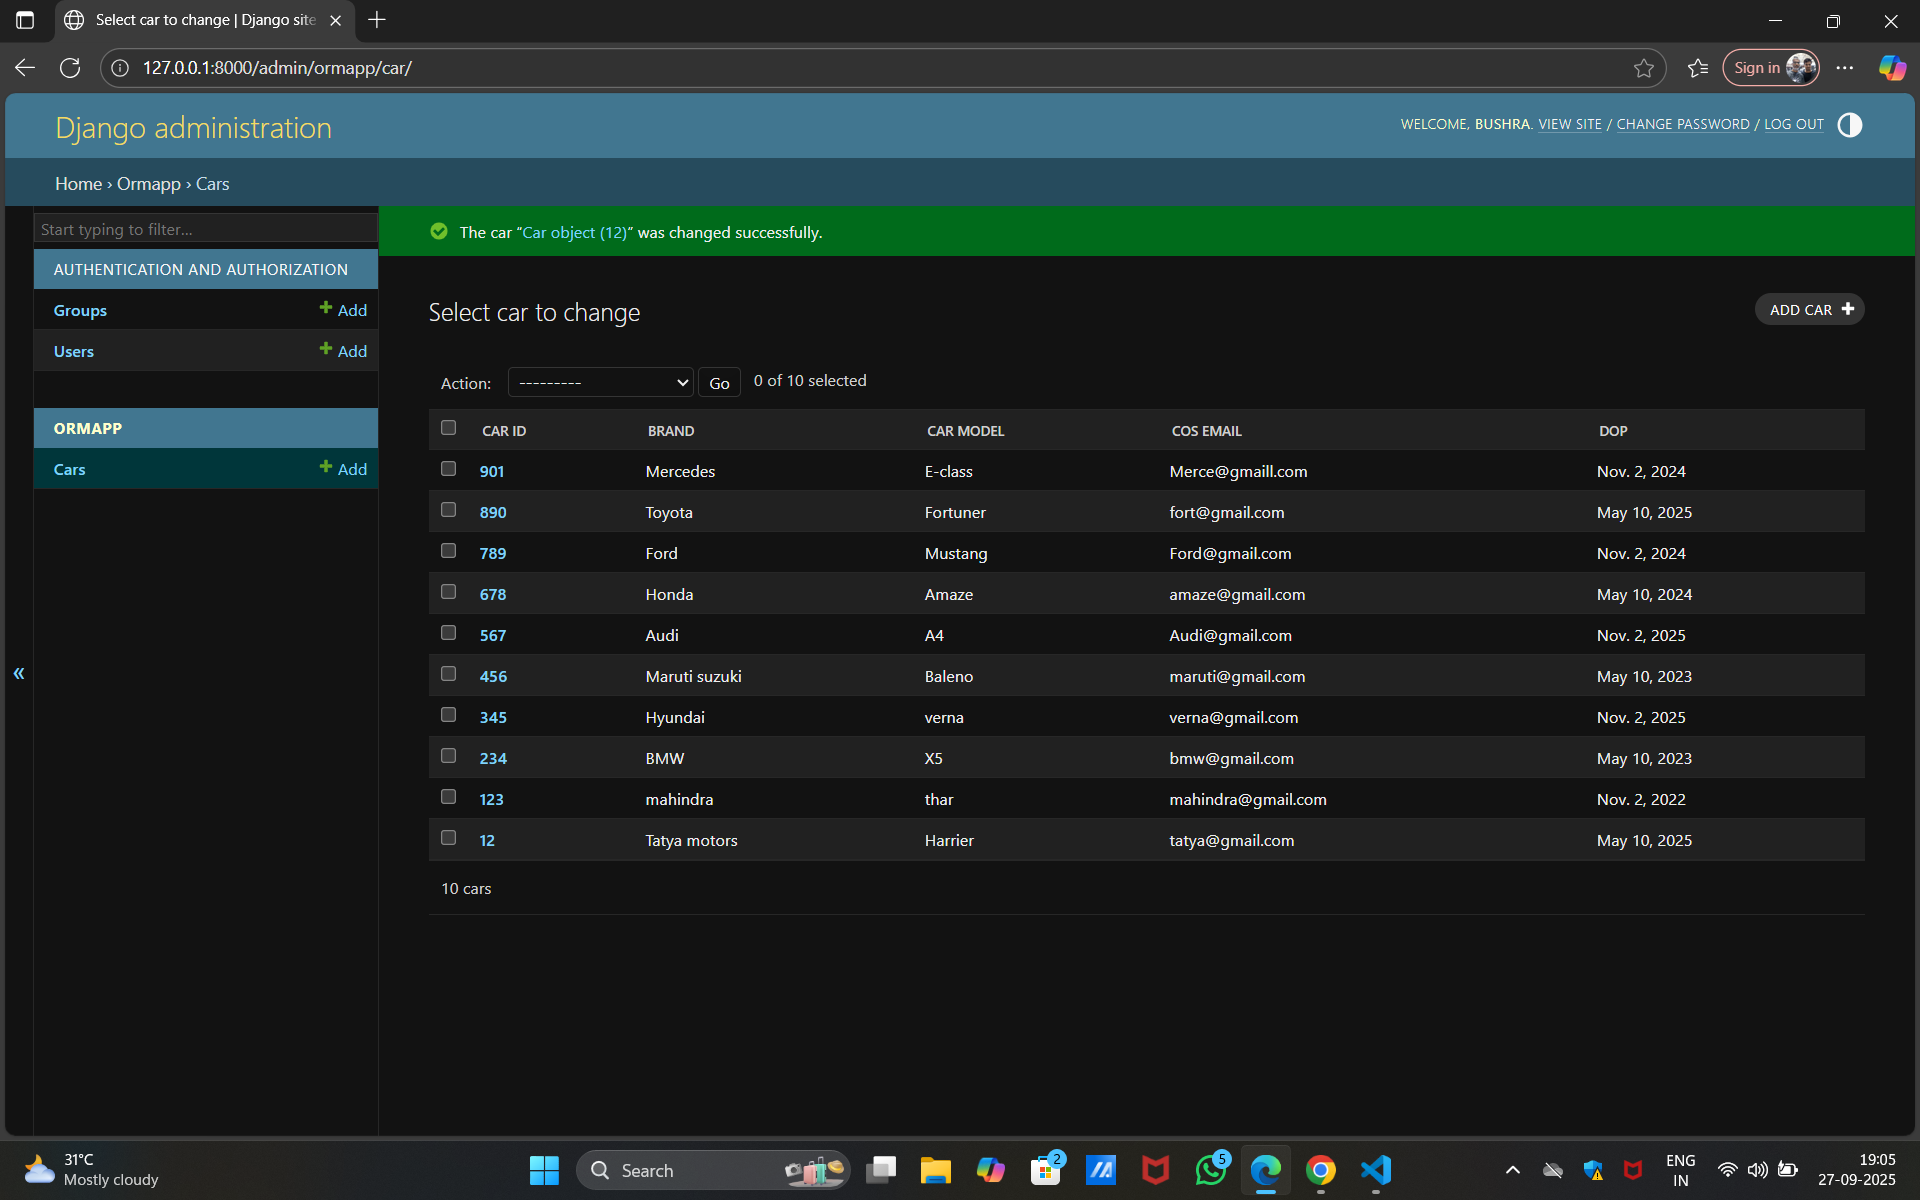 Select car to change | Django site
127.0.0.1:8000/admin/ormapp/car/
Sign in
Django administration
WELCOME, BUSHRA. VIEW SITE / CHANGE PASSWORD / LOG OUT
Home › Ormapp › Cars
Start typing to filter...
The car “Car object (12)” was changed successfully.
AUTHENTICATION AND AUTHORIZATION
Groups Add
Users Add
ORMAPP
Cars Add
Select car to change
ADD CAR
Action: --------- Go 0 of 10 selected
CAR ID BRAND CAR MODEL COS EMAIL DOP
901 Mercedes E-class Merce@gmaill.com Nov. 2, 2024
890 Toyota Fortuner fort@gmail.com May 10, 2025
789 Ford Mustang Ford@gmail.com Nov. 2, 2024
678 Honda Amaze amaze@gmail.com May 10, 2024
567 Audi A4 Audi@gmail.com Nov. 2, 2025
456 Maruti suzuki Baleno maruti@gmail.com May 10, 2023
345 Hyundai verna verna@gmail.com Nov. 2, 2025
234 BMW X5 bmw@gmail.com May 10, 2023
123 mahindra thar mahindra@gmail.com Nov. 2, 2022
12 Tatya motors Harrier tatya@gmail.com May 10, 2025
10 cars
31°C
Mostly cloudy
Search
2
5
ENG
IN
19:05
27-09-2025